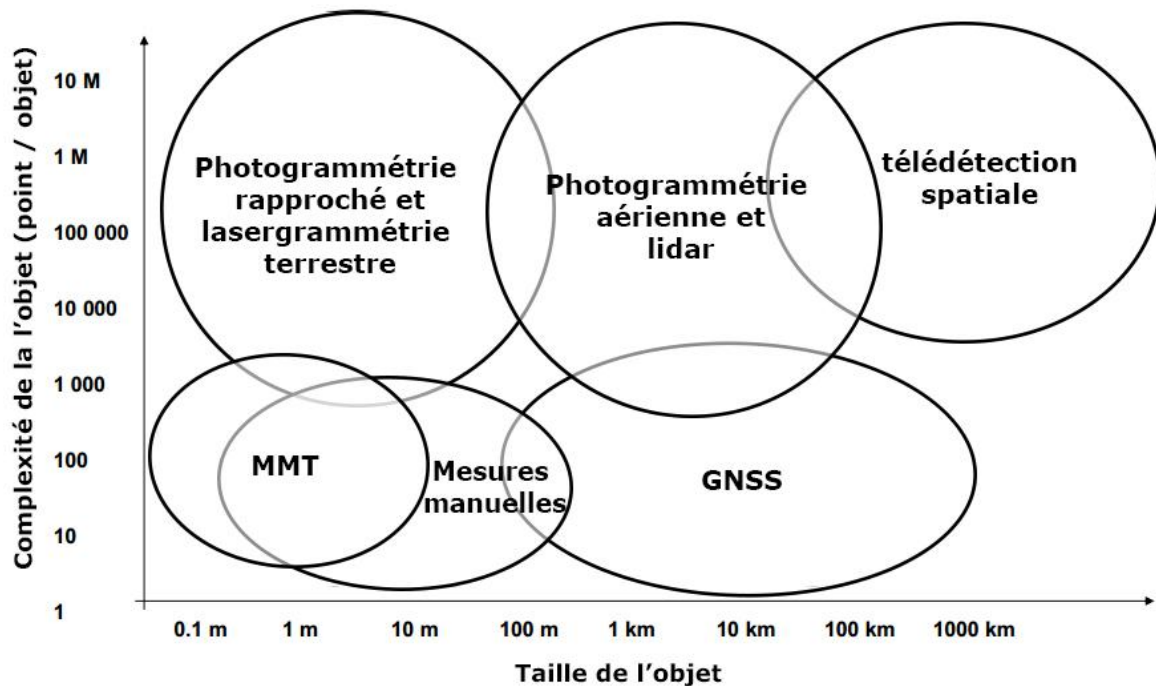 Complexité de la l'objet (point / objet)
10 M
1 M
100 000
10 000
1 000
100
10
1
Photogrammétrie
rapproché et
lasergrammétrie
terrestre
Photogrammétrie
aérienne et
lidar
télédétection
spatiale
MMT
Mesures
manuelles
GNSS
0.1 m
1 m
10 m
100 m
1 km
10 km
100 km
1000 km
Taille de l'objet